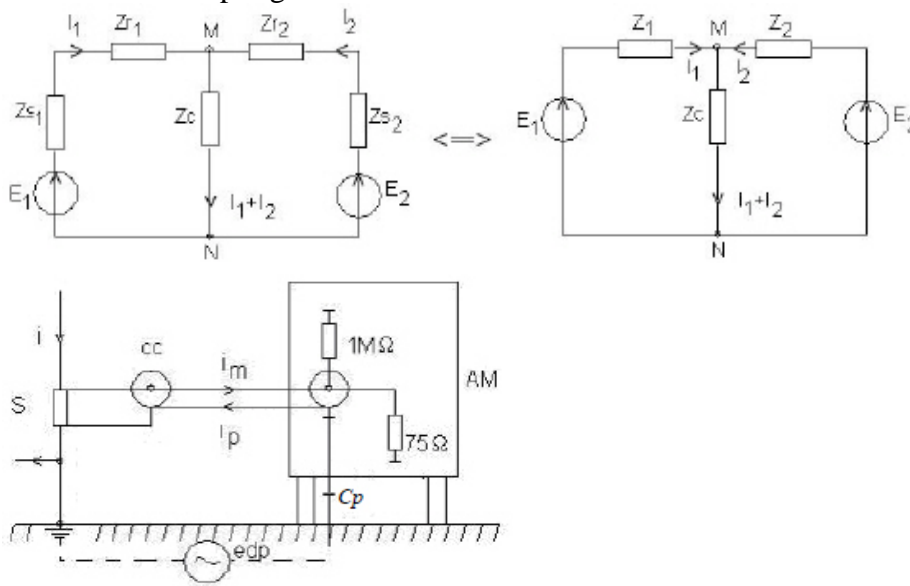 I1 Zr1 M Zr2 I2
Zs1 Zc Zs2
E1 I1+I2 E2
N
<=>
Z1 M Z2
I1 I2
E1 Zc E2
I1+I2
N
i cc im 1MΩ AM
S Ip 75Ω
Cp
edp